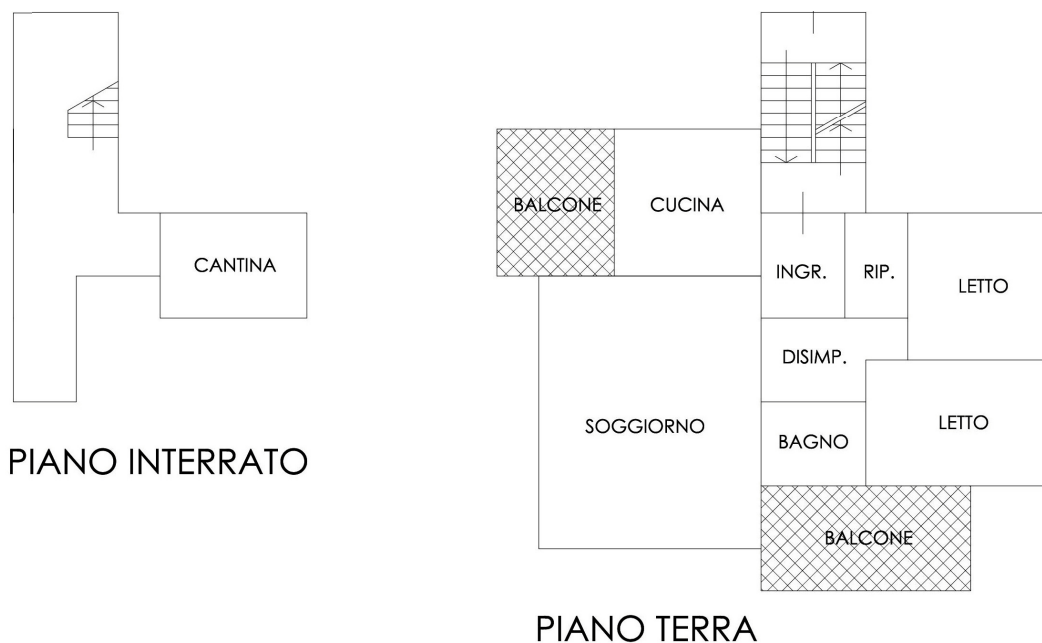 CANTINA
PIANO INTERRATO
BALCONE
CUCINA
INGR.
RIP.
LETTO
DISIMP.
SOGGIORNO
BAGNO
LETTO
BALCONE
PIANO TERRA